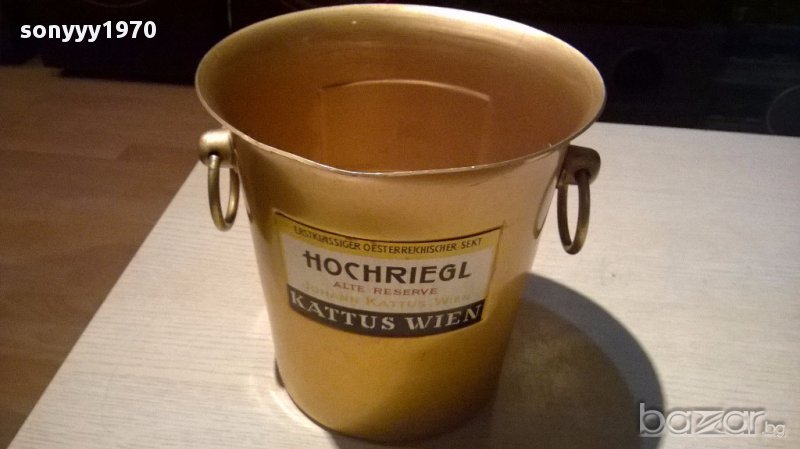 sonyyy1970
ERSTKLASSIGER OESTERREICHISCHER SEKT
HOCHRIEGL
ALTE RESERVE
JOHANN KATTUS. WIEN
KATTUS WIEN
bazar.bg